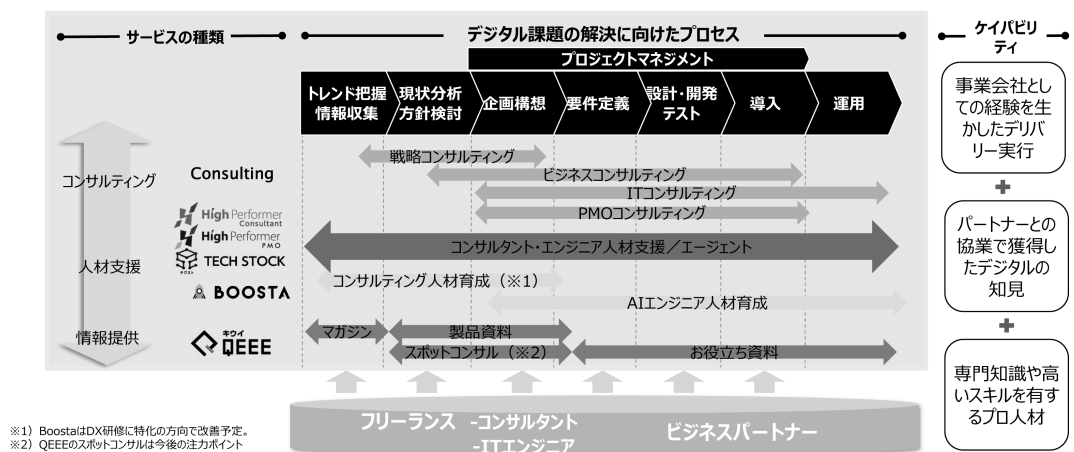 サービスの種類
デジタル課題の解決に向けたプロセス
ケイパビリ
ティ
プロジェクトマネジメント
トレンド把握
情報収集
現状分析
方針検討
企画構想
要件定義
設計・開発
テスト
導入
運用
事業会社とし
ての経験を生
かしたデリバ
リー実行
コンサルティング
Consulting
戦略コンサルティング
ビジネスコンサルティング
ITコンサルティング
PMOコンサルティング
High Performer
Consultant
High Performer
PMO
人材支援
TECH STOCK
テクスト
コンサルタント・エンジニア人材支援／エージェント
+
パートナーとの
協業で獲得し
たデジタルの
知見
コンサルティング人材育成（※1）
BOOSTA
AIエンジニア人材育成
情報提供
キウイ
QEEE
マガジン
製品資料
スポットコンサル（※2）
お役立ち資料
+
専門知識や高
いスキルを有す
るプロ人材
フリーランス -コンサルタント
-ITエンジニア
ビジネスパートナー
※1）BoostaはDX研修に特化の方向で改善予定。
※2）QEEEのスポットコンサルは今後の注力ポイント